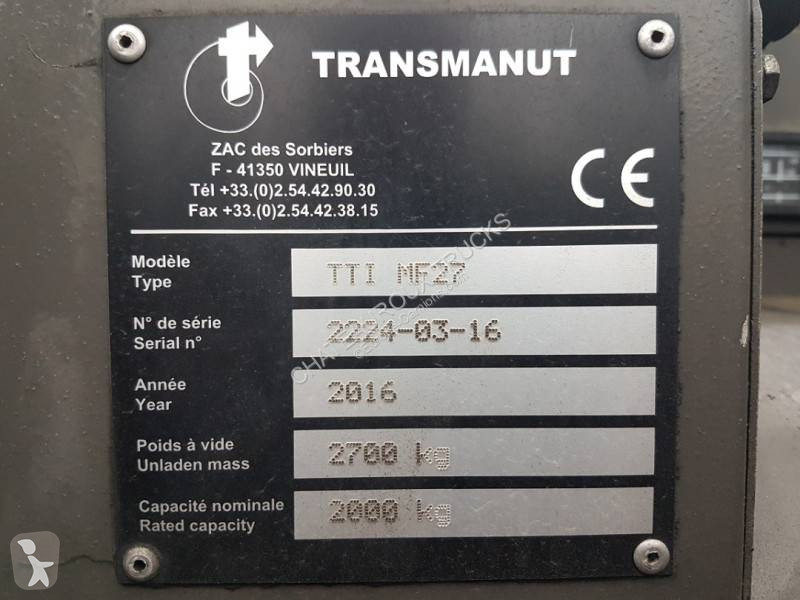 t
TRANSMANUT
ZAC des Sorbiers
F - 41350 VINEUIL
Tél +33.(0)2.54.42.90.30
Fax +33.(0)2.54.42.38.15
CE
Modèle
Type
TTI NF27
N° de série
Serial n°
2224-03-16
Année
Year
2016
Poids à vide
Unladen mass
2700 kg
Capacité nominale
Rated capacity
2000 kg